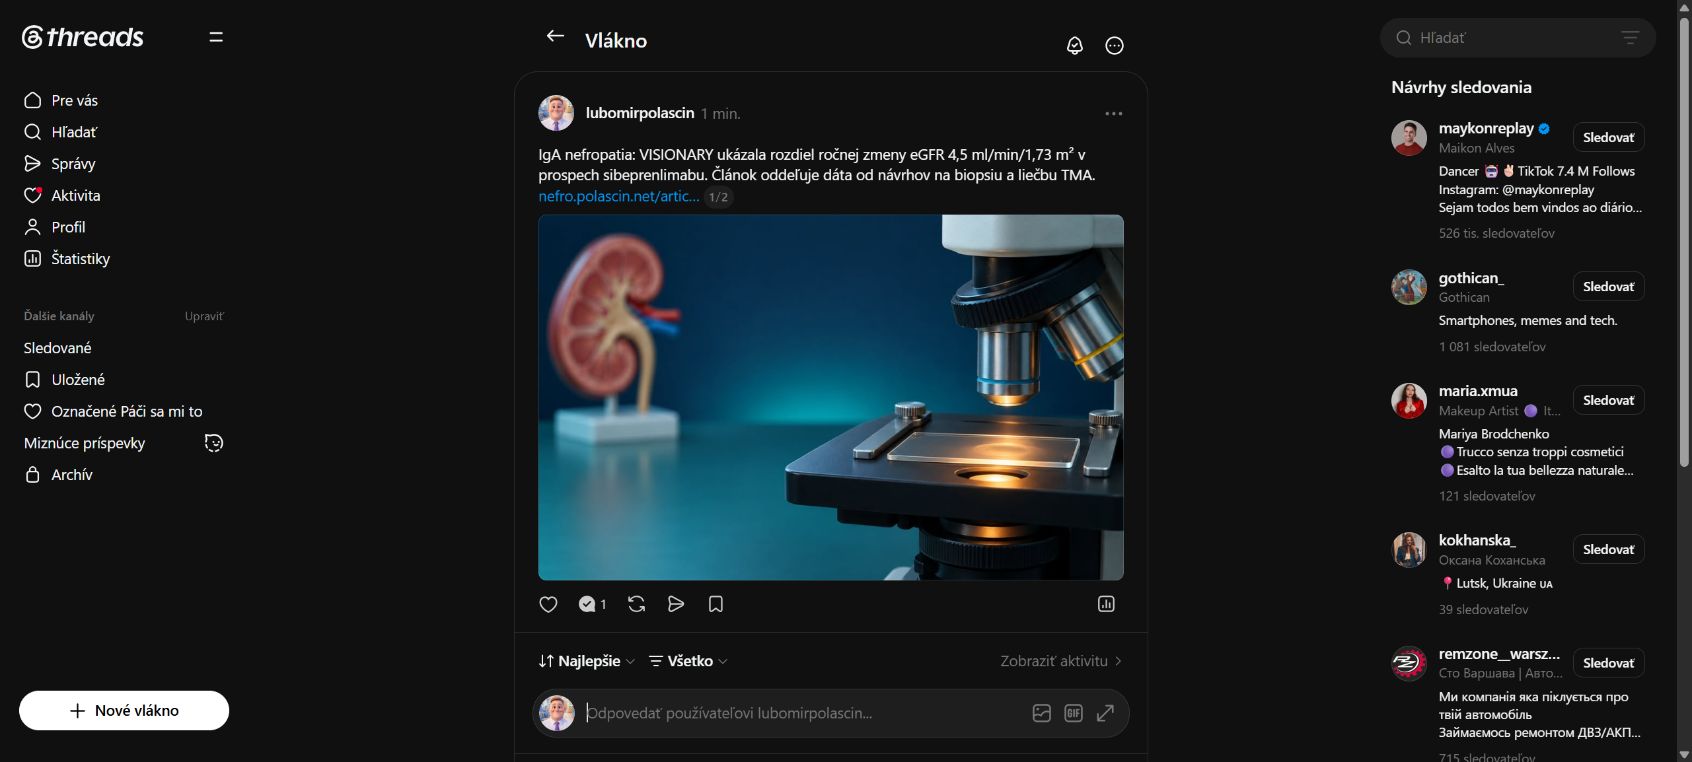 threads
Pre vás
Hľadať
Správy
Aktivita
Profil
Štatistiky
Ďalšie kanály
Upraviť
Sledované
Uložené
Označené Páči sa mi to
Miznúce príspevky
Archív
Nové vlákno
Vlákno
lubomirpolascin 1 min.
IgA nefropatia: VISIONARY ukázala rozdiel ročnej zmeny eGFR 4,5 ml/min/1,73 m² v
prospech sibeprenlimabu. Článok oddeľuje dáta od návrhov na biopsiu a liečbu TMA.
nefro.polascin.net/artic... 1/2
1
Najlepšie
Všetko
Zobraziť aktivitu
Odpovedať používateľovi lubomirpolascin...
GIF
Hľadať
Návrhy sledovania
maykonreplay
Maikon Alves
Sledovať
Dancer 🤖 ✌🏻 TikTok 7.4 M Follows
Instagram: @maykonreplay
Sejam todos bem vindos ao diário...
526 tis. sledovateľov
gothican_
Gothican
Sledovať
Smartphones, memes and tech.
1 081 sledovateľov
maria.xmua
Makeup Artist 🟣 It...
Sledovať
Mariya Brodchenko
🟣Trucco senza troppi cosmetici
🟣Esalto la tua bellezza naturale...
121 sledovateľov
kokhanska_
Оксана Коханська
Sledovať
📍Lutsk, Ukraine 🇺🇦
39 sledovateľov
remzone__warsz...
Сто Варшава | Авто...
Sledovať
Ми компанія яка піклується про
твій автомобіль
Займаємось ремонтом ДВЗ/АКП...
715 sledovateľov